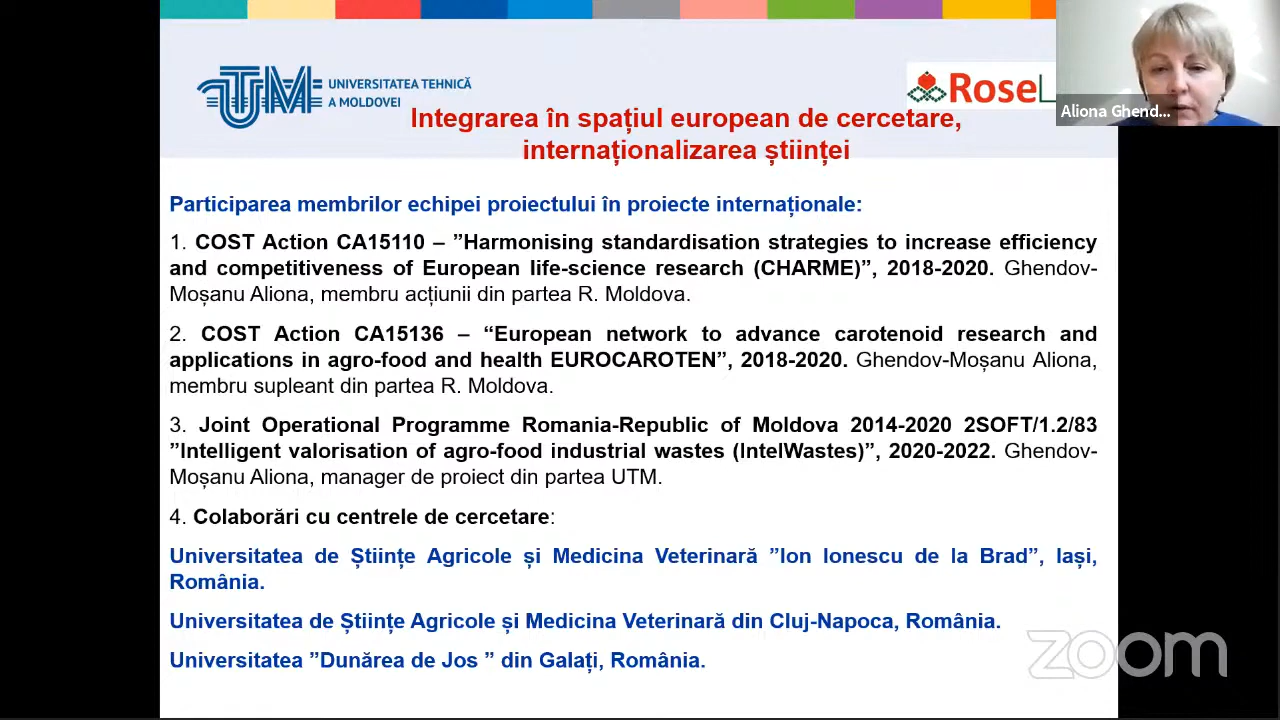 UNIVERSITATEA TEHNICĂ
A MOLDOVEI
Integrarea în spațiul european de cercetare,
internaționalizarea științei
Aliona Ghend...
Participarea membrilor echipei proiectului în proiecte internaționale:
1. COST Action CA15110 – ”Harmonising standardisation strategies to increase efficiency
and competitiveness of European life-science research (CHARME)”, 2018-2020. Ghendov-
Moșanu Aliona, membru acțiunii din partea R. Moldova.
2. COST Action CA15136 – “European network to advance carotenoid research and
applications in agro-food and health EUROCAROTEN”, 2018-2020. Ghendov-Moșanu Aliona,
membru supleant din partea R. Moldova.
3. Joint Operational Programme Romania-Republic of Moldova 2014-2020 2SOFT/1.2/83
”Intelligent valorisation of agro-food industrial wastes (IntelWastes)”, 2020-2022. Ghendov-
Moșanu Aliona, manager de proiect din partea UTM.
4. Colaborări cu centrele de cercetare:
Universitatea de Științe Agricole și Medicina Veterinară ”Ion Ionescu de la Brad”, Iași,
România.
Universitatea de Științe Agricole și Medicina Veterinară din Cluj-Napoca, România.
Universitatea ”Dunărea de Jos ” din Galați, România.
zoom